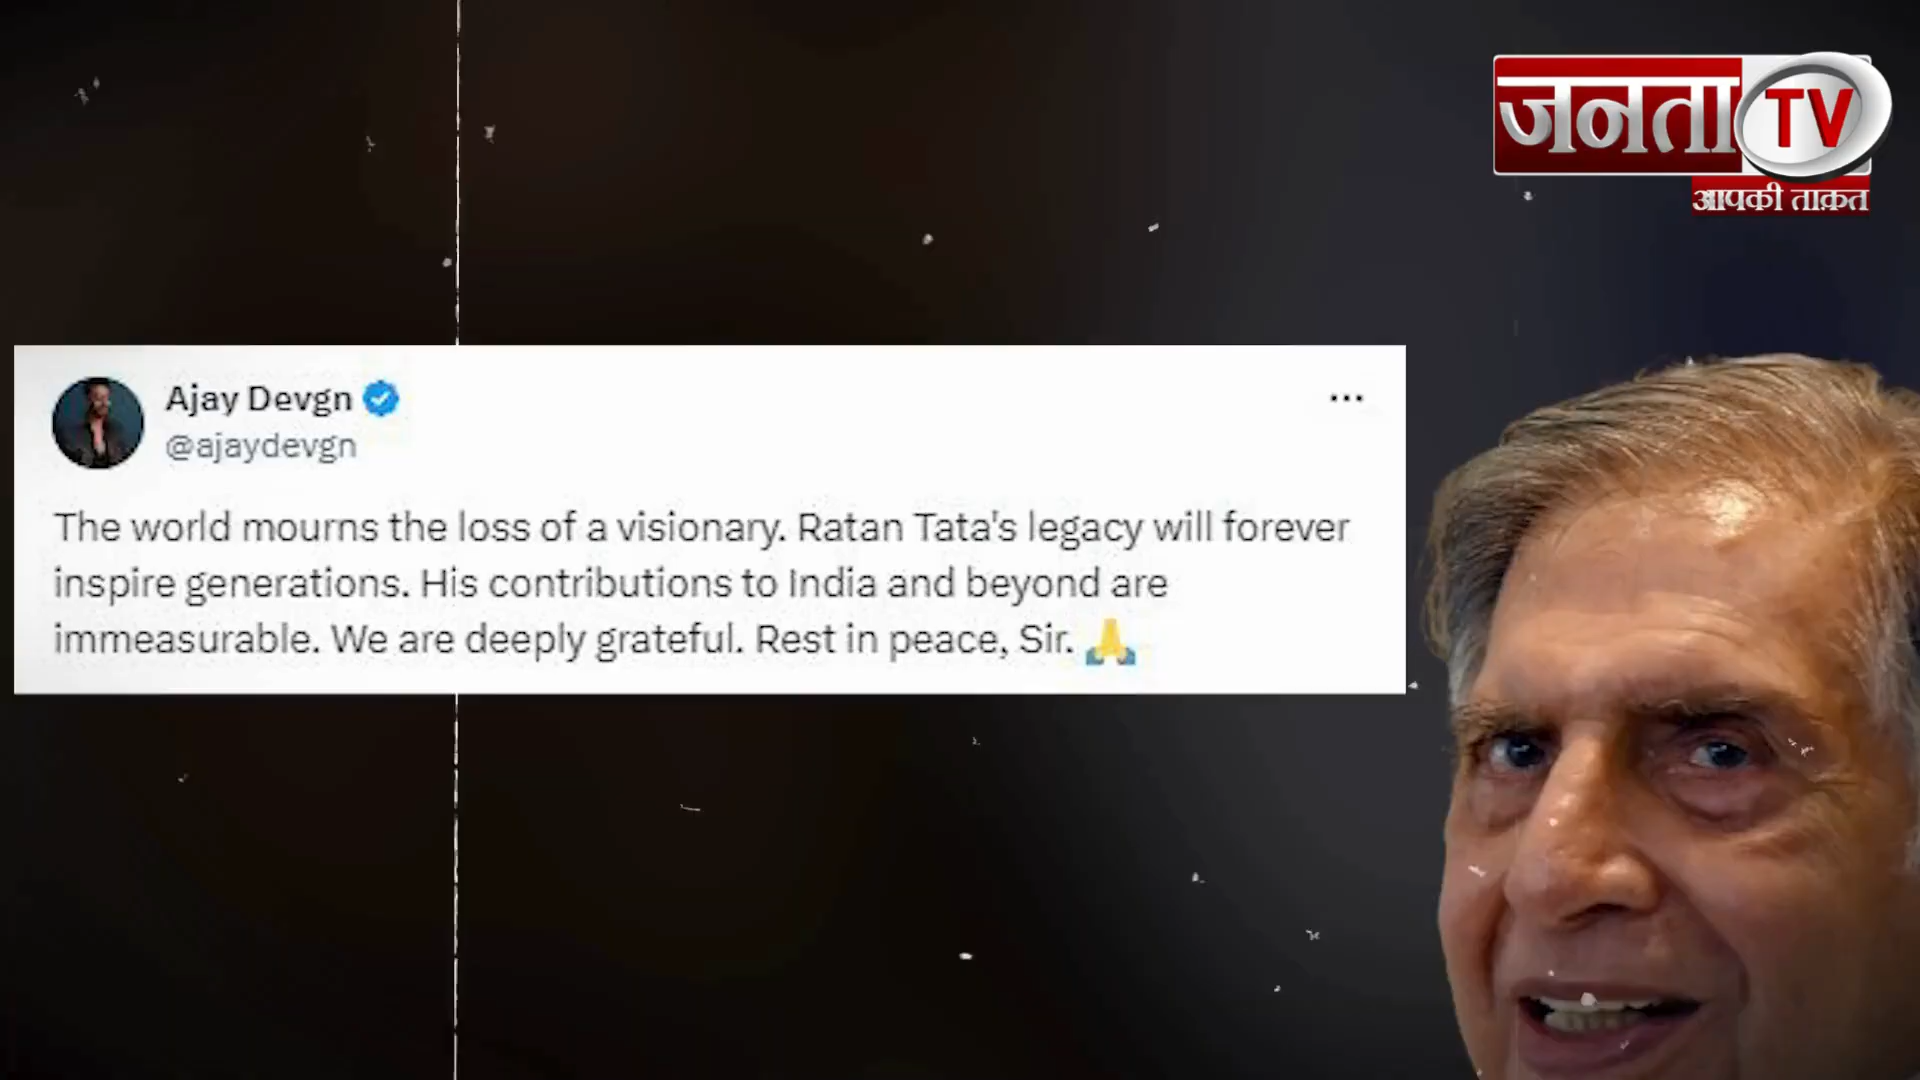 जनता TV
आपकी ताक़त
Ajay Devgn
@ajaydevgn
The world mourns the loss of a visionary. Ratan Tata's legacy will forever
inspire generations. His contributions to India and beyond are
immeasurable. We are deeply grateful. Rest in peace, Sir. 🙏